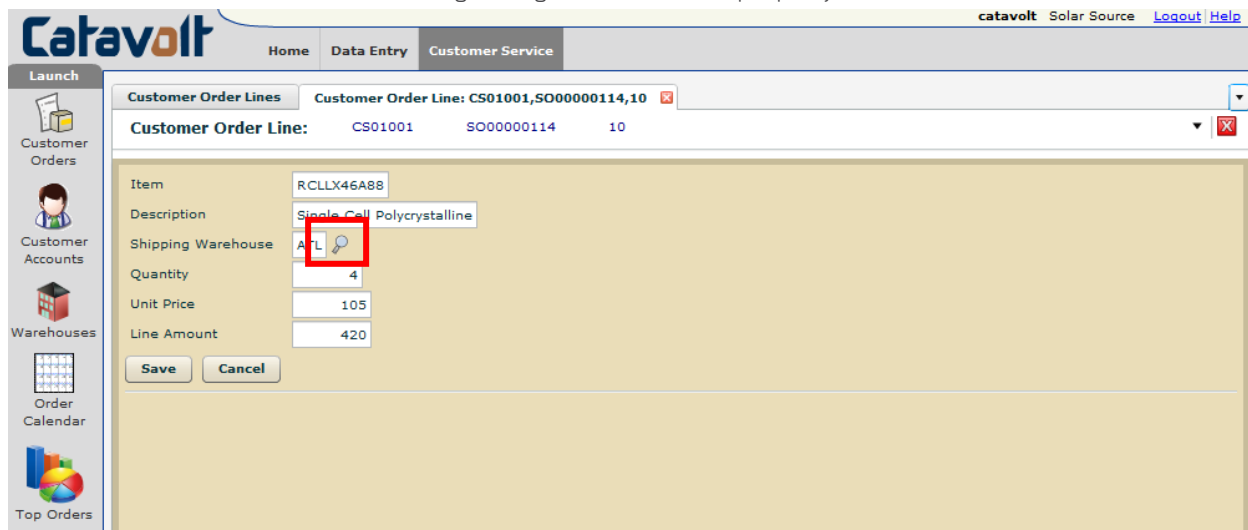 catavolt Solar Source Logout Help
Catavolt
Home Data Entry Customer Service
Launch
Customer Orders
Customer Accounts
Warehouses
Order Calendar
Top Orders
Customer Order Lines Customer Order Line: CS01001,SO00000114,10
Customer Order Line: CS01001 SO00000114 10
Item RCLLX46A88
Description Single Cell Polycrystalline
Shipping Warehouse ATL
Quantity 4
Unit Price 105
Line Amount 420
Save Cancel